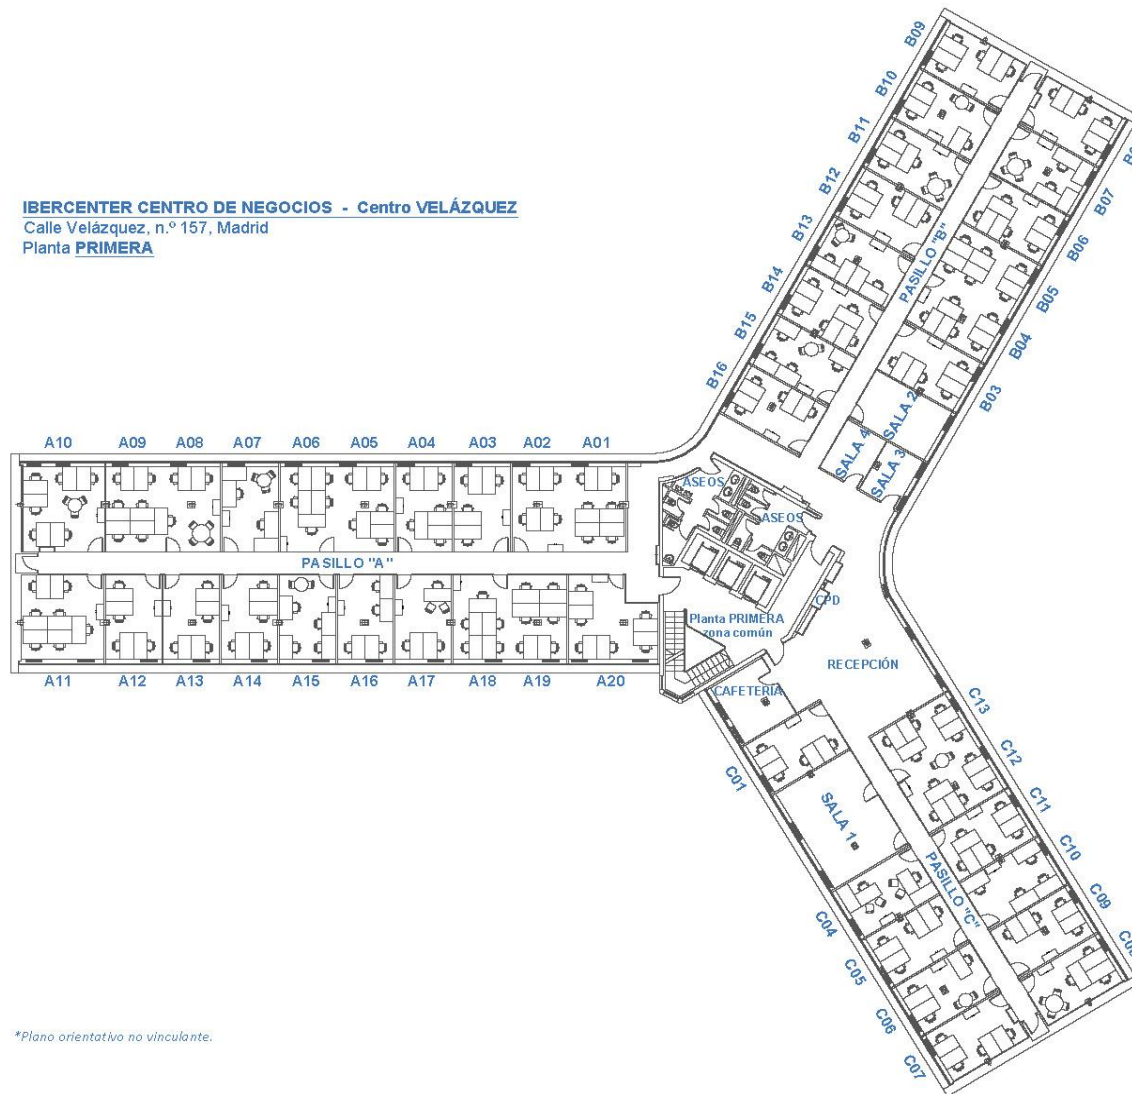 IBERCENTER CENTRO DE NEGOCIOS - Centro VELÁZQUEZ
Calle Velázquez, n.º 157, Madrid
Planta PRIMERA
B09
B10
B11
B12
B13
B14
B15
B16
B07
B06
B05
B04
B03
PASILLO "B"
SALA 2
SALA 4
SALA 3
A10 A09 A08 A07 A06 A05 A04 A03 A02 A01
PASILLO "A"
A11 A12 A13 A14 A15 A16 A17 A18 A19 A20
ASEOS
ASEOS
CPD
Planta PRIMERA
zona común
RECEPCIÓN
CAFETERÍA
C01
SALA 1
PASILLO "C"
C13
C12
C11
C10
C09
C04
C05
C06
C07
*Plano orientativo no vinculante.